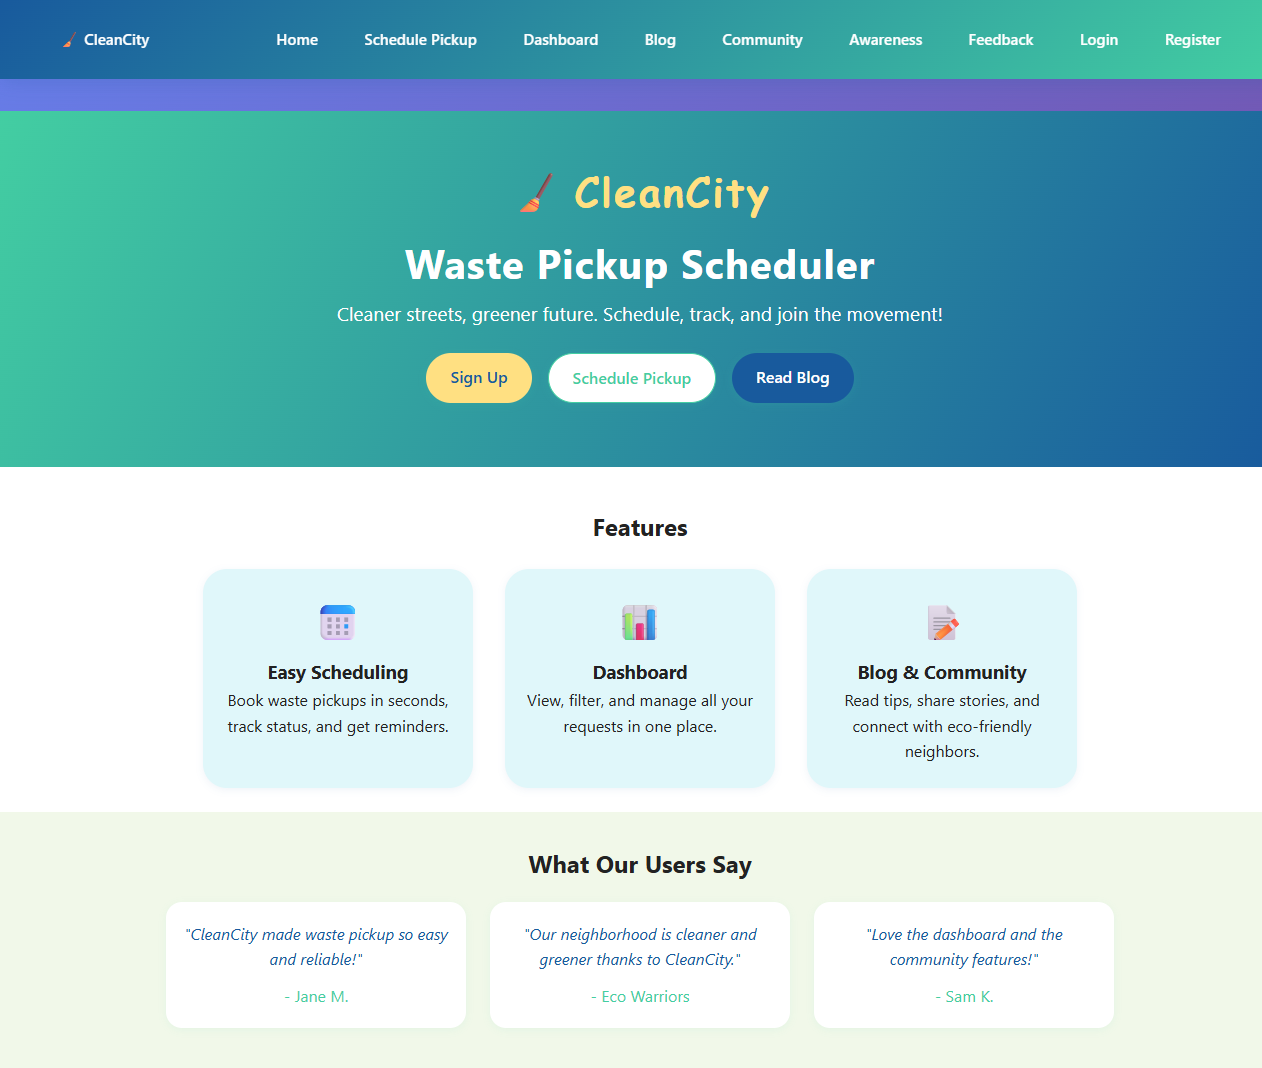 CleanCity Home Schedule Pickup Dashboard Blog Community Awareness Feedback Login Register
CleanCity
Waste Pickup Scheduler
Cleaner streets, greener future. Schedule, track, and join the movement!
Sign Up Schedule Pickup Read Blog
Features
Easy Scheduling
Book waste pickups in seconds,
track status, and get reminders.
Dashboard
View, filter, and manage all your
requests in one place.
Blog & Community
Read tips, share stories, and
connect with eco-friendly
neighbors.
What Our Users Say
"CleanCity made waste pickup so easy
and reliable!"
- Jane M.
"Our neighborhood is cleaner and
greener thanks to CleanCity."
- Eco Warriors
"Love the dashboard and the
community features!"
- Sam K.